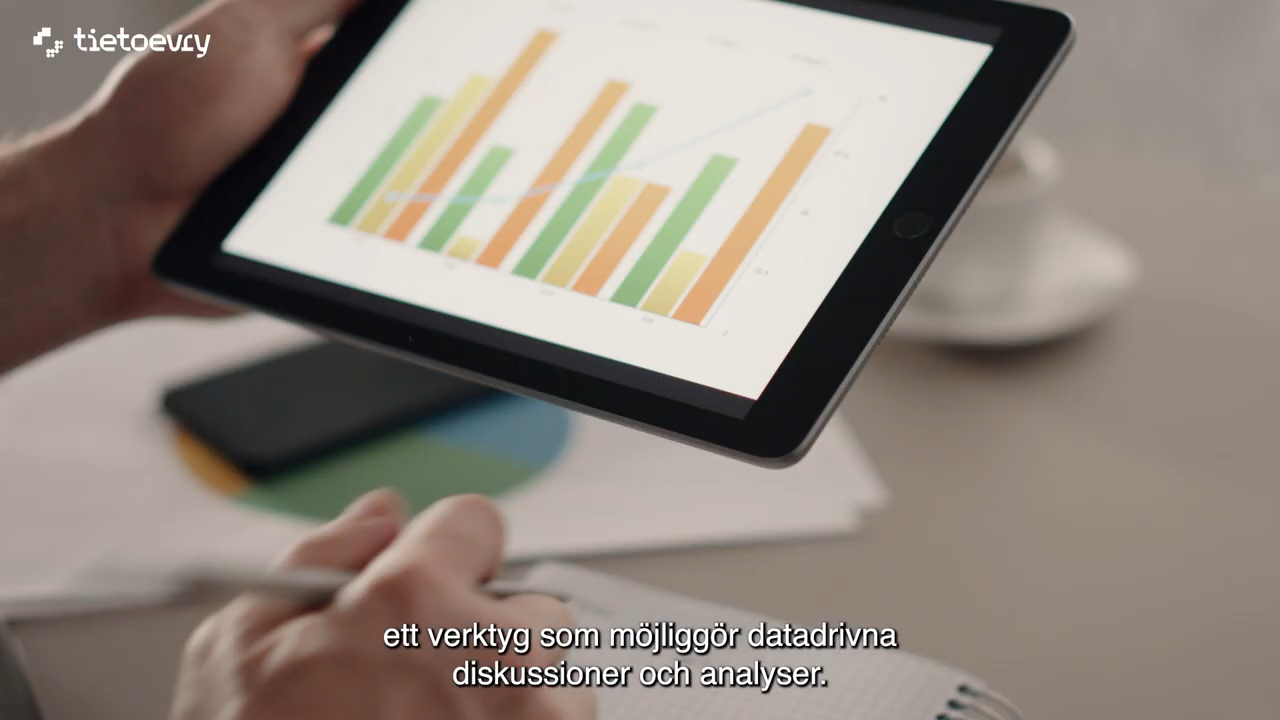 tietoevry
ett verktyg som möjliggör datadrivna
diskussioner och analyser.